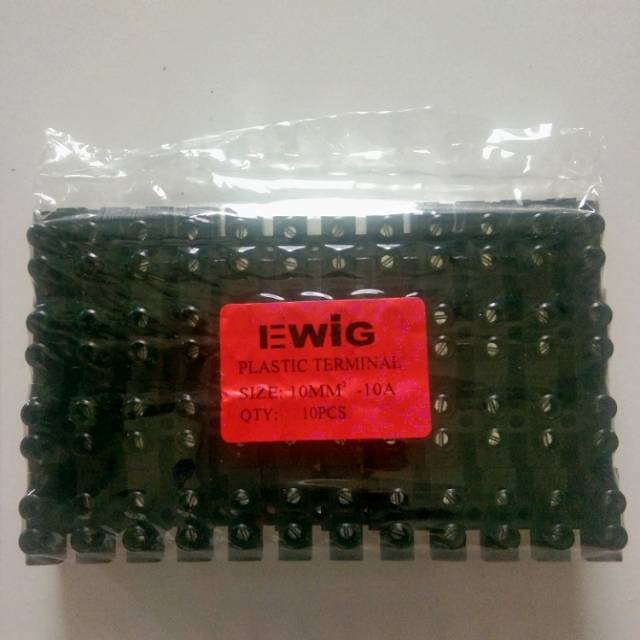 EWiG
PLASTIC TERMINAL
SIZE: 10MM² -10A
QTY: 10PCS